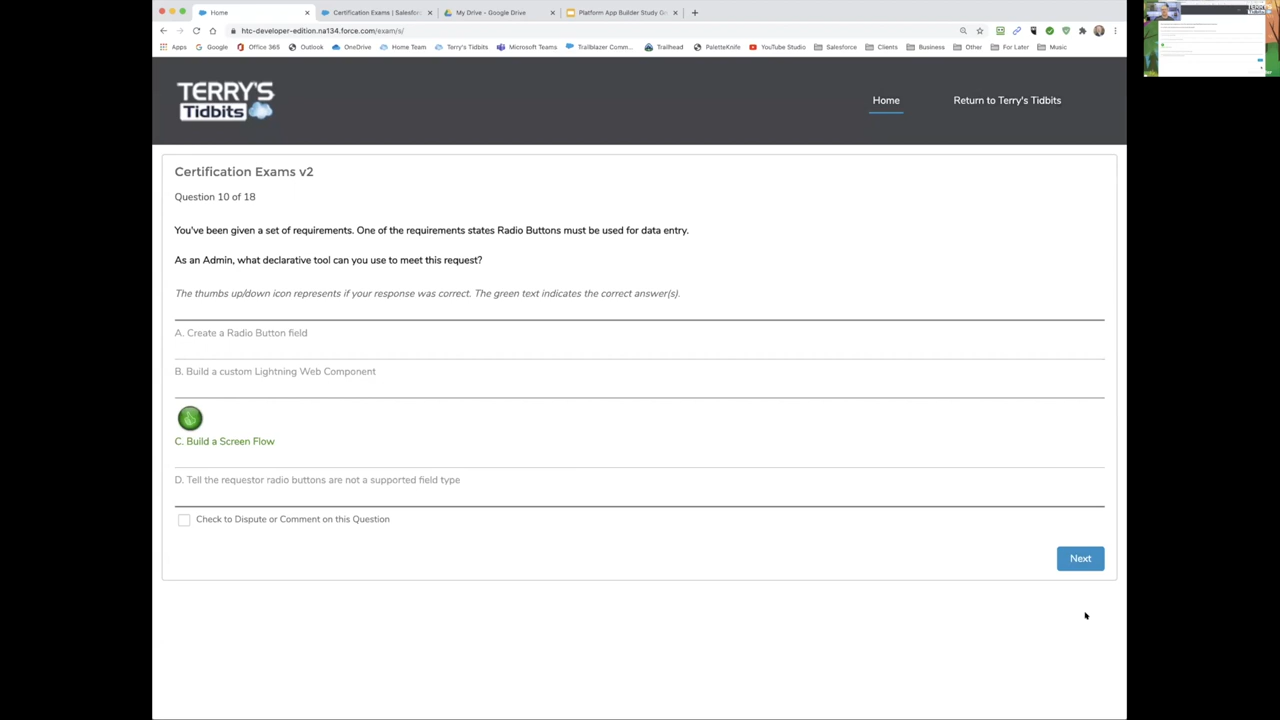 Home
Certification Exams | Salesfor
My Drive - Google Drive
Platform App Builder Study Gr
htc-developer-edition.na134.force.com/exam/s/
Apps
Google
Office 365
Outlook
OneDrive
Home Team
Terry's Tidbits
Microsoft Teams
Trailblazer Comm...
Trailhead
PaletteKnife
YouTube Studio
Salesforce
Clients
Business
Other
For Later
Music
TERRY'S
Tidbits
Home
Return to Terry's Tidbits
Certification Exams v2
Question 10 of 18
You've been given a set of requirements. One of the requirements states Radio Buttons must be used for data entry.
As an Admin, what declarative tool can you use to meet this request?
The thumbs up/down icon represents if your response was correct. The green text indicates the correct answer(s).
A. Create a Radio Button field
B. Build a custom Lightning Web Component
C. Build a Screen Flow
D. Tell the requestor radio buttons are not a supported field type
Check to Dispute or Comment on this Question
Next